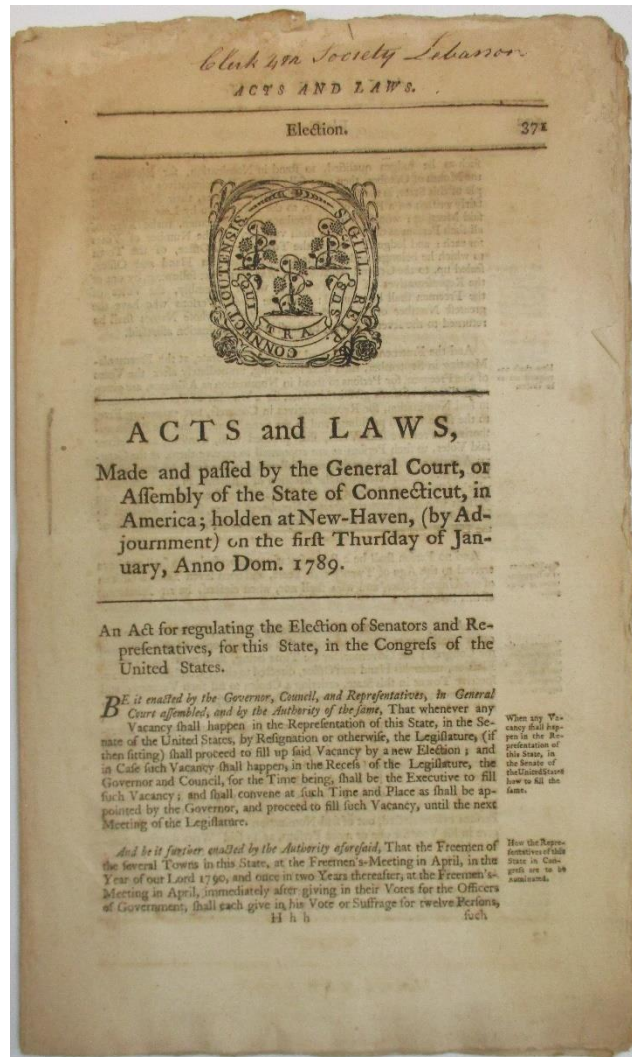 Clerk 4th Society Lebanon
ACTS AND LAWS.
Election. 371
SIGILL. REIP. CONNECTICUTENSIS
QUI TRA SUS
ACTS and LAWS,
Made and paſſed by the General Court, or
Aſſembly of the State of Connecticut, in
America; holden at New-Haven, (by Ad-
journment) on the firſt Thurſday of Jan-
uary, Anno Dom. 1789.
An Act for regulating the Election of Senators and Re-
preſentatives, for this State, in the Congreſs of the
United States.
BE it enacted by the Governor, Council, and Repreſentatives, in General
Court aſſembled, and by the Authority of the ſame, That whenever any
Vacancy ſhall happen in the Repreſentation of this State, in the Se-
nate of the United States, by Reſignation or otherwiſe, the Legiſlature, (if
then ſitting) ſhall proceed to fill up ſaid Vacancy by a new Election; and
in Caſe ſuch Vacancy ſhall happen, in the Receſs of the Legiſlature, the
Governor and Council, for the Time being, ſhall be the Executive to fill
ſuch Vacancy; and ſhall convene at ſuch Time and Place as ſhall be ap-
pointed by the Governor, and proceed to fill ſuch Vacancy, until the next
Meeting of the Legiſlature.
When any Va-
cancy ſhall hap-
pen in the Re-
preſentation of
this State, in
the Senate of
the United States
how to fill the
ſame.
And be it further enacted by the Authority aforeſaid, That the Freemen of
the ſeveral Towns in this State, at the Freemen's-Meeting in April, in the
Year of our Lord 1790, and once in two Years thereafter, at the Freemen's-
Meeting in April, immediately after giving in their Votes for the Officers
of Government, ſhall each give in his Vote or Suffrage for twelve Perſons,
How the Repre-
ſentatives of this
State in Con-
greſs are to be
nominated.
H h h ſuch